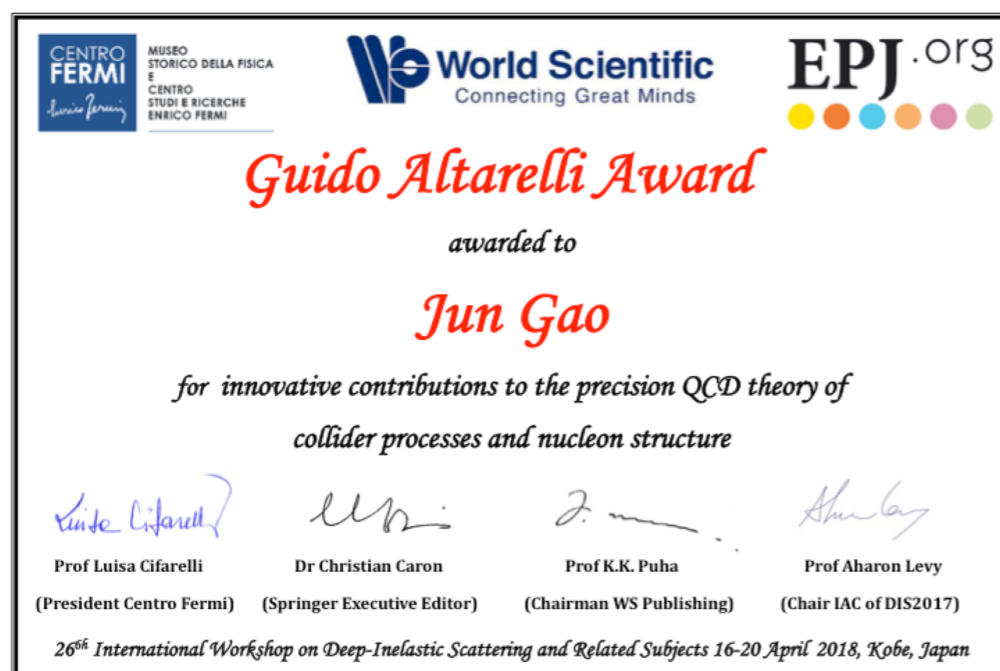 CENTRO
FERMI
Enrico Fermi
MUSEO
STORICO DELLA FISICA
E
CENTRO
STUDI E RICERCHE
ENRICO FERMI
World Scientific
Connecting Great Minds
EPJ.org
Guido Altarelli Award
awarded to
Jun Gao
for innovative contributions to the precision QCD theory of
collider processes and nucleon structure
Luisa Cifarelli
Prof Luisa Cifarelli
Dr Christian Caron
Prof K.K. Puha
Prof Aharon Levy
(President Centro Fermi)
(Springer Executive Editor)
(Chairman WS Publishing)
(Chair IAC of DIS2017)
26th International Workshop on Deep-Inelastic Scattering and Related Subjects 16-20 April 2018, Kobe, Japan